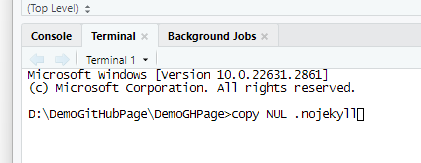 (Top Level)
Console Terminal Background Jobs
Terminal 1
Microsoft Windows [Version 10.0.22631.2861]
(c) Microsoft Corporation. All rights reserved.
D:\DemoGitHubPage\DemoGHPage>copy NUL .nojekyll